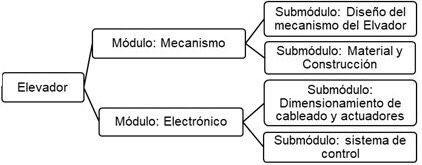 Submódulo: Diseño del
mecanismo del Elvador
Módulo: Mecanismo
Submódulo: Material y
Construcción
Elevador
Submódulo:
Dimensionamiento de
cableado y actuadores
Módulo: Electrónico
Submódulo: sistema de
control